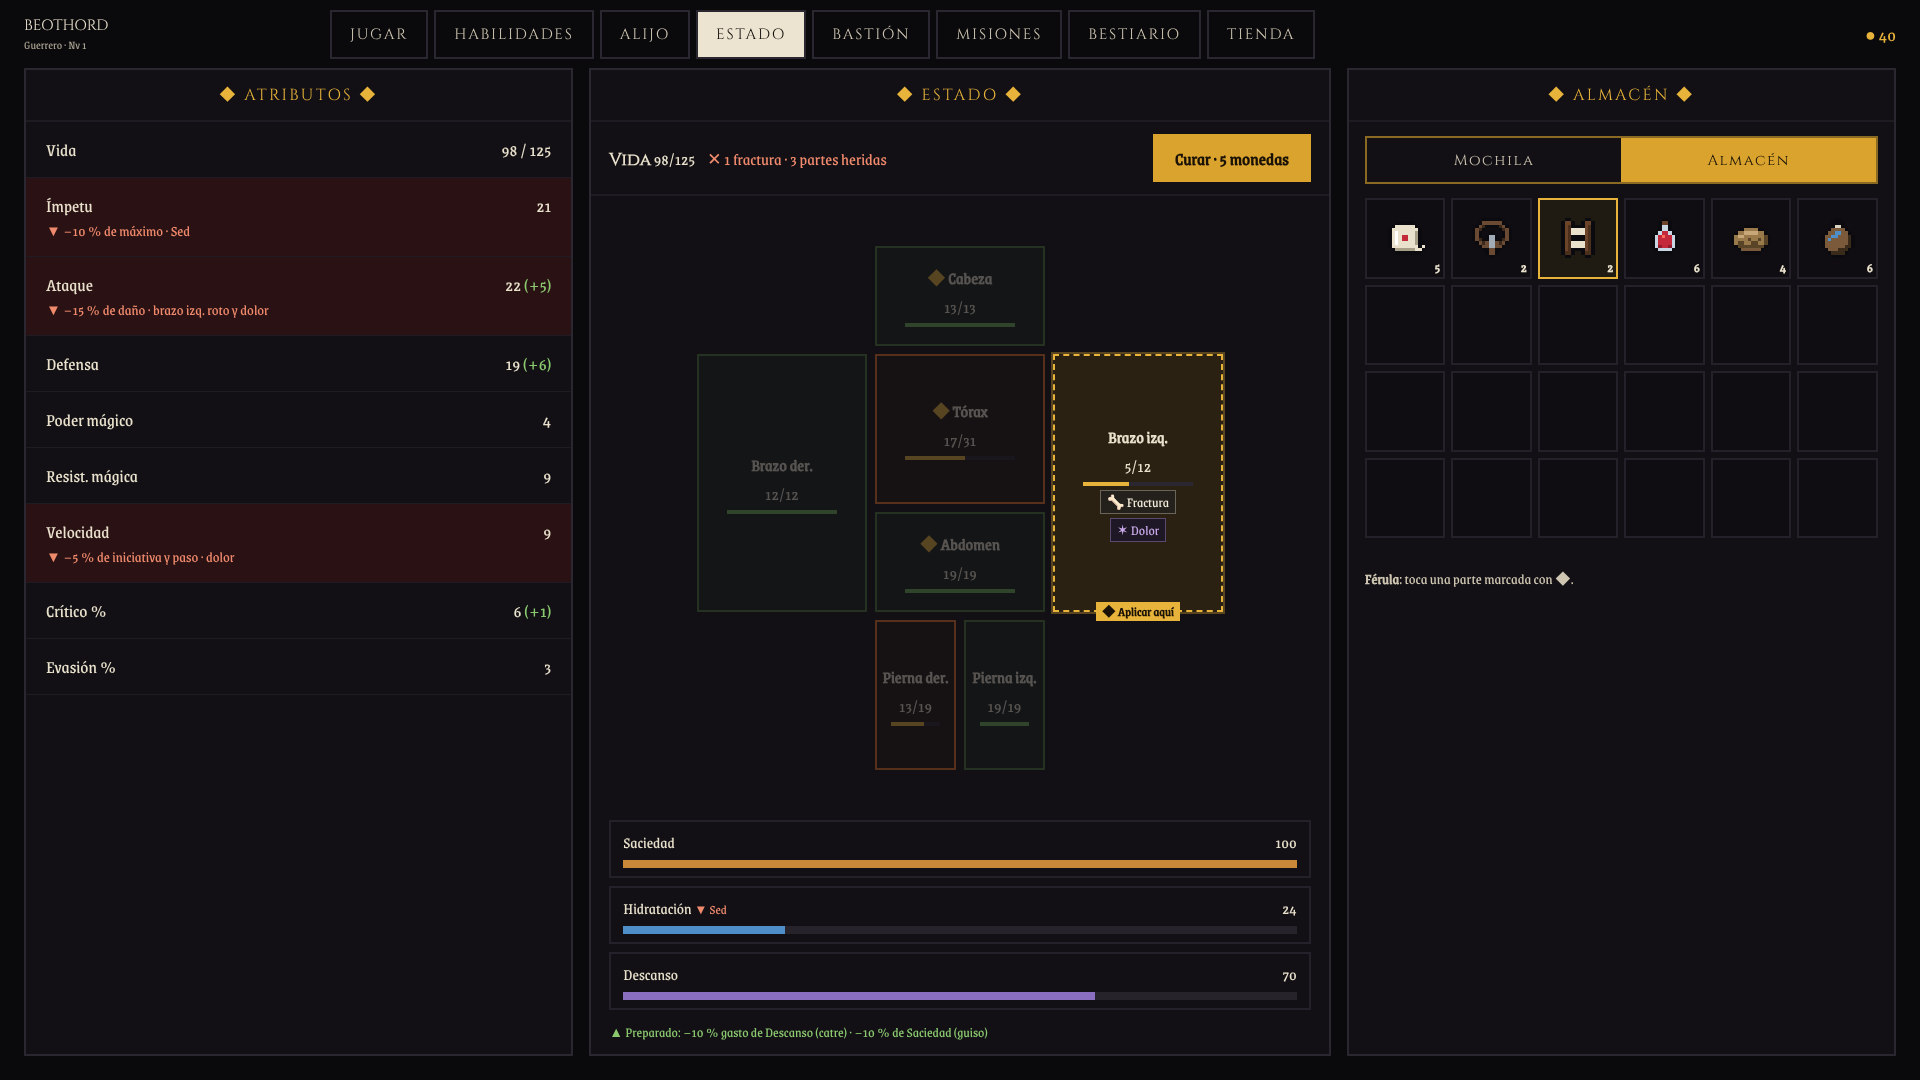 BEOTHORD
Guerrero · Nv 1
JUGAR
HABILIDADES
ALIJO
ESTADO
BASTIÓN
MISIONES
BESTIARIO
TIENDA
40
◆ ATRIBUTOS ◆
Vida 98 / 125
Ímpetu 21
▼ −10 % de máximo · Sed
Ataque 22 (+5)
▼ −15 % de daño · brazo izq. roto y dolor
Defensa 19 (+6)
Poder mágico 4
Resist. mágica 9
Velocidad 9
▼ −5 % de iniciativa y paso · dolor
Crítico % 6 (+1)
Evasión % 3
◆ ESTADO ◆
VIDA 98/125 ✕ 1 fractura · 3 partes heridas
Curar · 5 monedas
◆ Cabeza
13/13
Brazo der.
12/12
◆ Tórax
17/31
◆ Abdomen
19/19
Brazo izq.
5/12
Fractura
✶ Dolor
◆ Aplicar aquí
Pierna der.
13/19
Pierna izq.
19/19
Saciedad 100
Hidratación ▼ Sed 24
Descanso 70
▲ Preparado: −10 % gasto de Descanso (catre) · −10 % de Saciedad (guiso)
◆ ALMACÉN ◆
MOCHILA
ALMACÉN
5
2
2
6
4
6
Férula: toca una parte marcada con ◆.